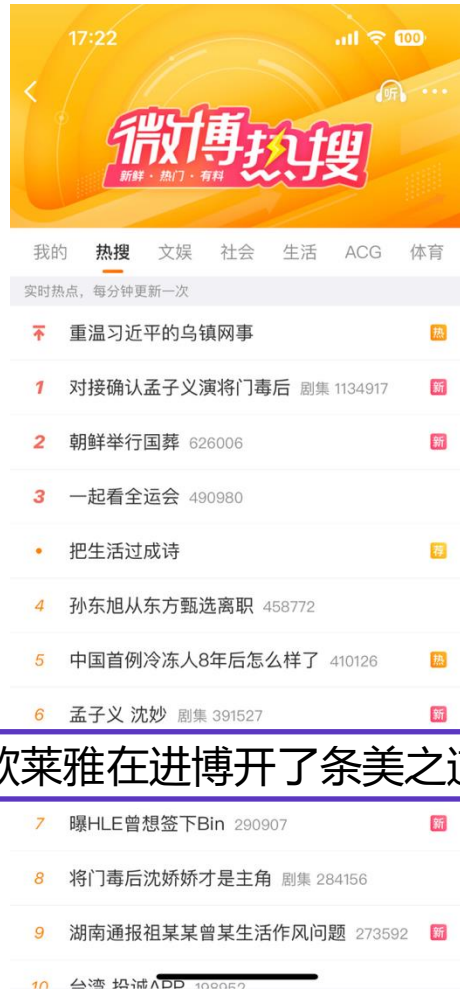 17:22
100
听
微博热搜
新鲜·热门·有料
我的 热搜 文娱 社会 生活 ACG 体育
实时热点，每分钟更新一次
重温习近平的乌镇网事 热
1 对接确认孟子义演将门毒后 剧集 1134917 新
2 朝鲜举行国葬 626006 新
3 一起看全运会 490980
• 把生活过成诗 荐
4 孙东旭从东方甄选离职 458772
5 中国首例冷冻人8年后怎么样了 410126 热
6 孟子义 沈妙 剧集 391527 新
欧莱雅在进博开了条美之
7 曝HLE曾想签下Bin 290907 新
8 将门毒后沈娇娇才是主角 剧集 284156
9 湖南通报祖某某曾某生活作风问题 273592 新
10 台湾 投诚APP 198952